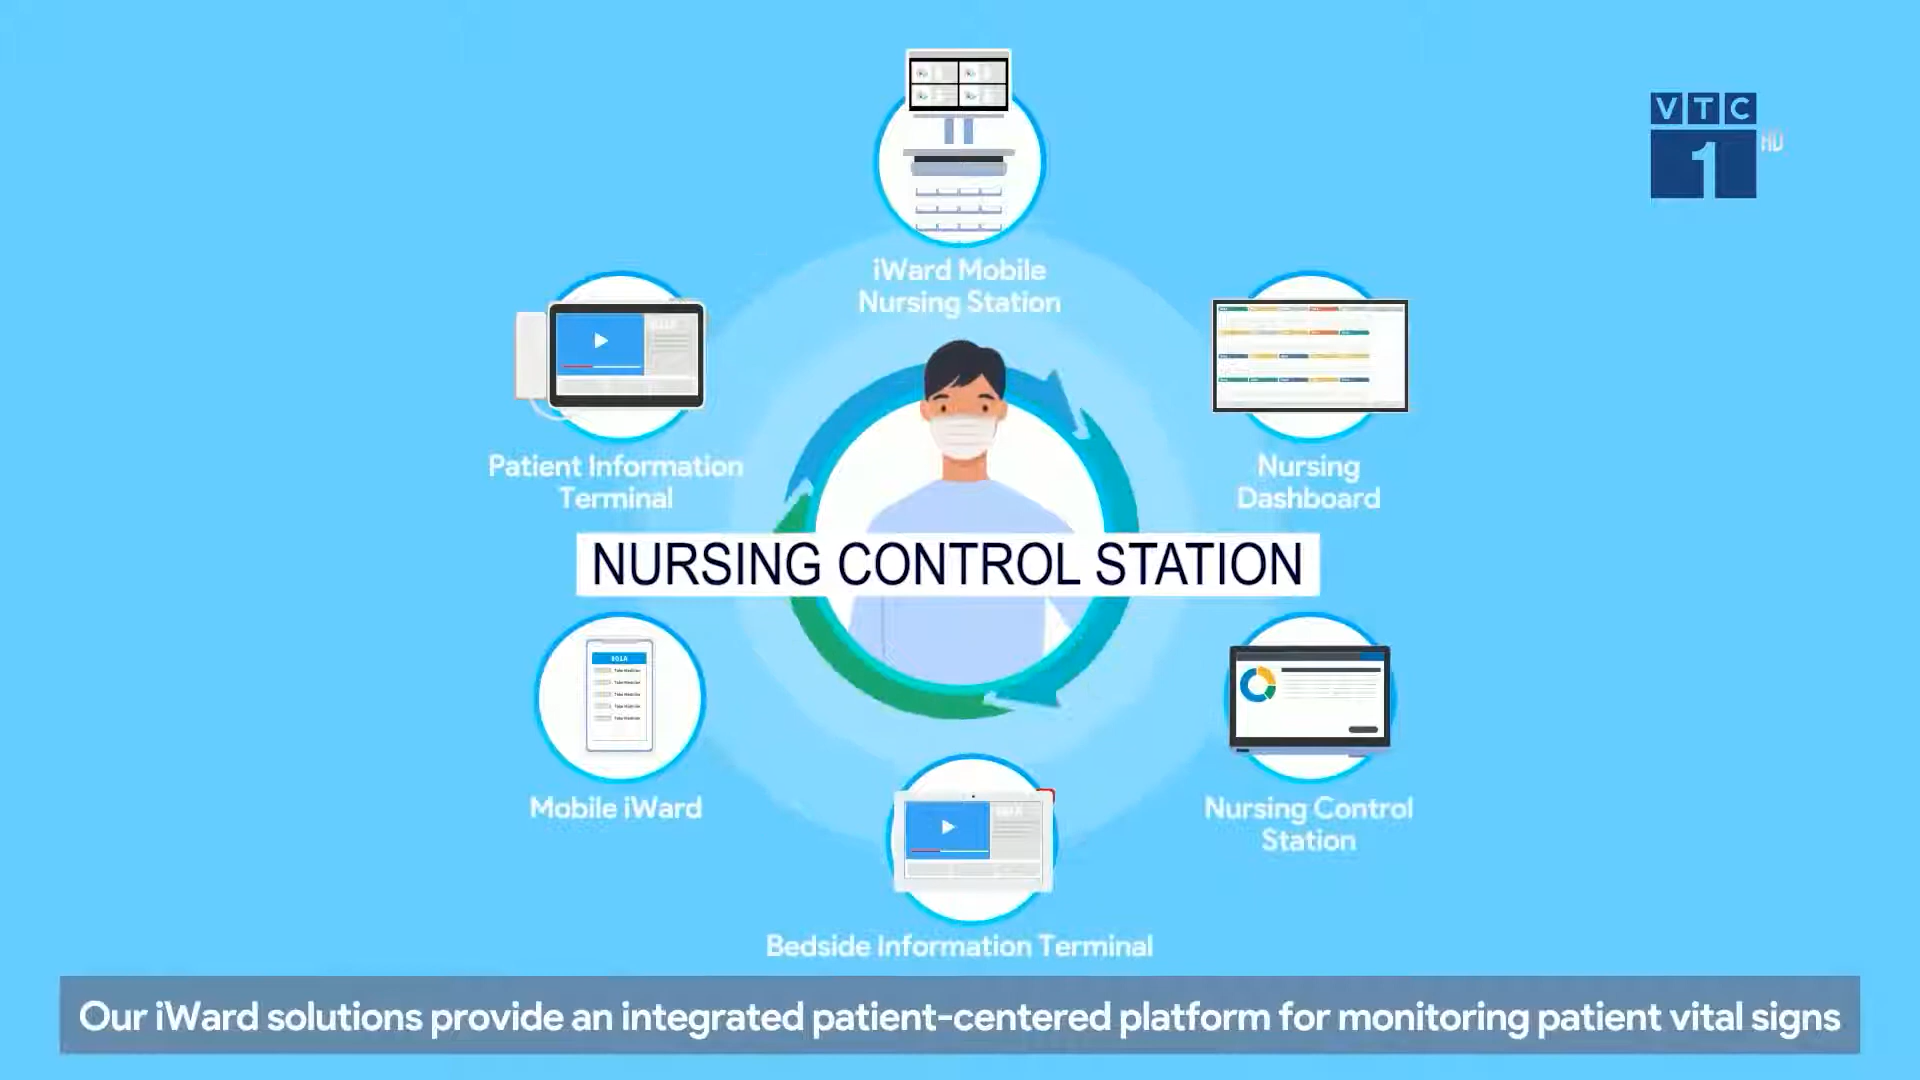 VTC
1
HD
iWard Mobile
Nursing Station
Patient Information
Terminal
Nursing
Dashboard
NURSING CONTROL STATION
801A
Mobile iWard
Nursing Control
Station
Bedside Information Terminal
Our iWard solutions provide an integrated patient-centered platform for monitoring patient vital signs